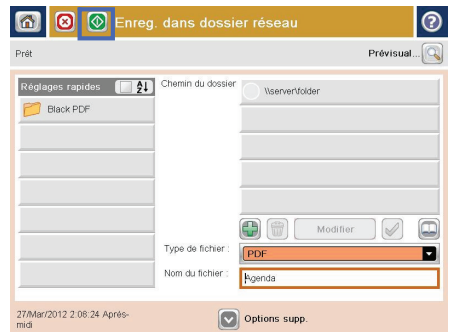 Enreg. dans dossier réseau
Prêt
Prévisual...
Réglages rapides
Chemin du dossier
\\server\folder
Black PDF
Modifier
Type de fichier :
PDF
Nom du fichier :
Agenda
27/Mar/2012 2:08:24 Après-
midi
Options supp.